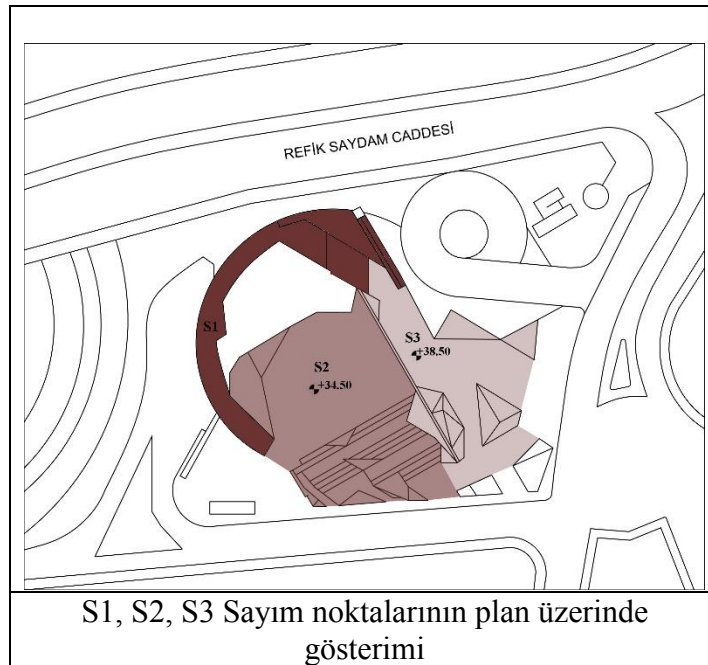 REFİK SAYDAM CADDESİ
S1
S3
+38.50
S2
+34.50
S1, S2, S3 Sayım noktalarının plan üzerinde
gösterimi